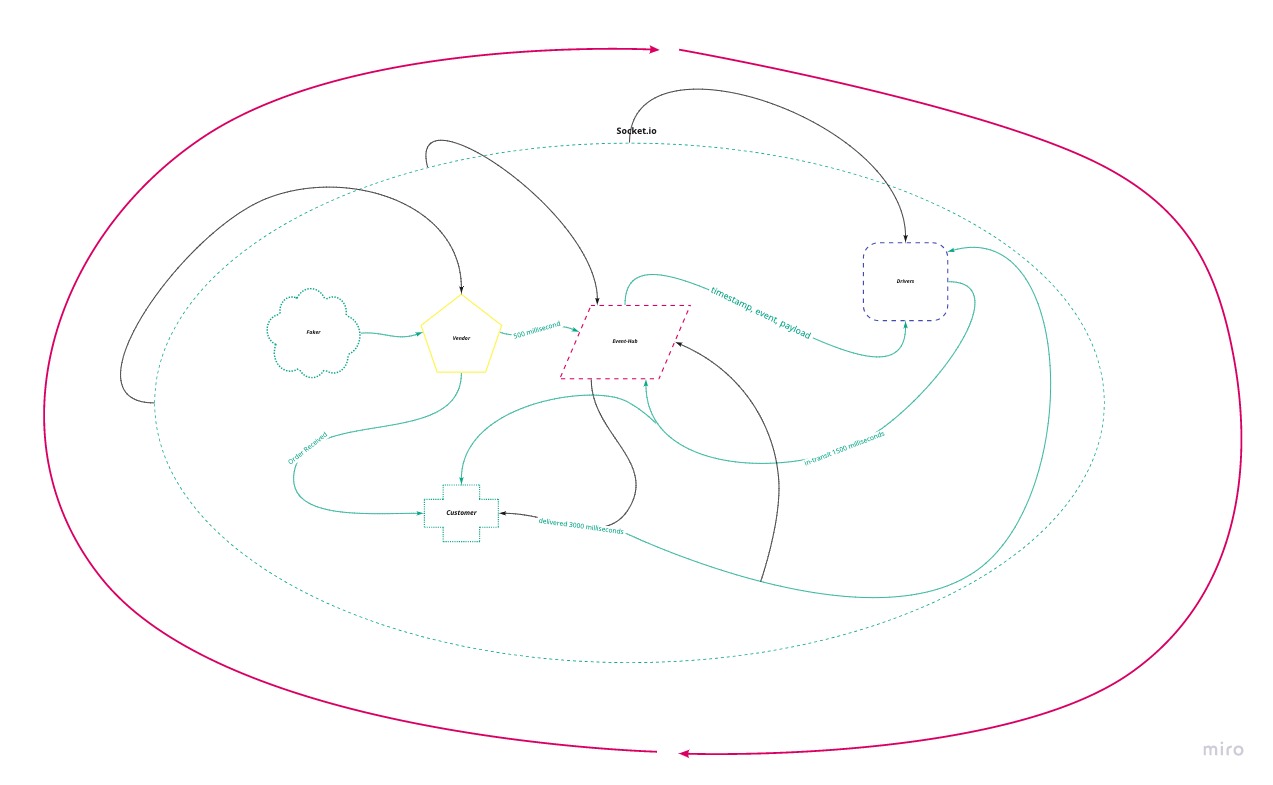 Socket.io
Drivers
timestamp, event, payload
Faker
Vendor
500 millisecond
Event-Hub
Order Received
in-transit 1500 milliseconds
Customer
delivered 3000 milliseconds
miro